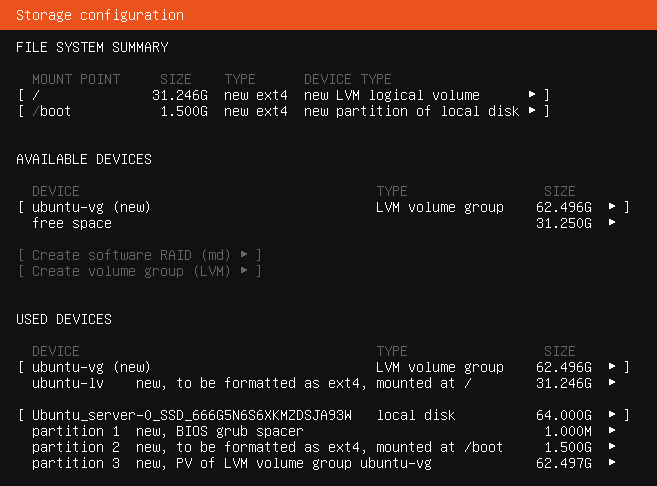 Storage configuration
FILE SYSTEM SUMMARY
MOUNT POINT SIZE TYPE DEVICE TYPE
[ / 31.246G new ext4 new LVM logical volume ▸ ]
[ /boot 1.500G new ext4 new partition of local disk ▸ ]
AVAILABLE DEVICES
DEVICE TYPE SIZE
[ ubuntu-vg (new) LVM volume group 62.496G ▸ ]
free space 31.250G ▸
[ Create software RAID (md) ▸ ]
[ Create volume group (LVM) ▸ ]
USED DEVICES
DEVICE TYPE SIZE
[ ubuntu-vg (new) LVM volume group 62.496G ▸ ]
ubuntu-lv new, to be formatted as ext4, mounted at / 31.246G ▸
[ Ubuntu_server-0_SSD_666G5N6S6XKMZDSJA93W local disk 64.000G ▸ ]
partition 1 new, BIOS grub spacer 1.000M ▸
partition 2 new, to be formatted as ext4, mounted at /boot 1.500G ▸
partition 3 new, PV of LVM volume group ubuntu-vg 62.497G ▸